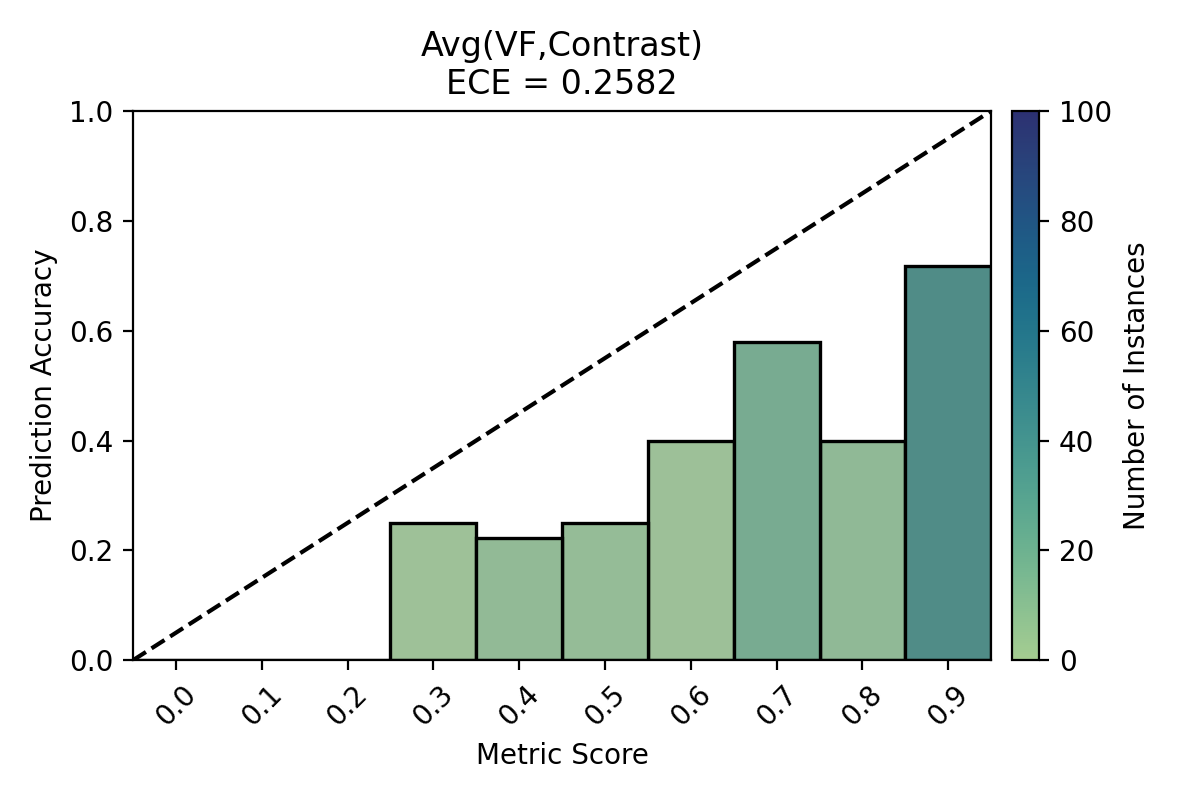 Avg(VF,Contrast)
ECE = 0.2582
1.0
0.8
0.6
0.4
0.2
0.0
Prediction Accuracy
0.0 0.1 0.2 0.3 0.4 0.5 0.6 0.7 0.8 0.9
Metric Score
100
80
60
40
20
0
Number of Instances